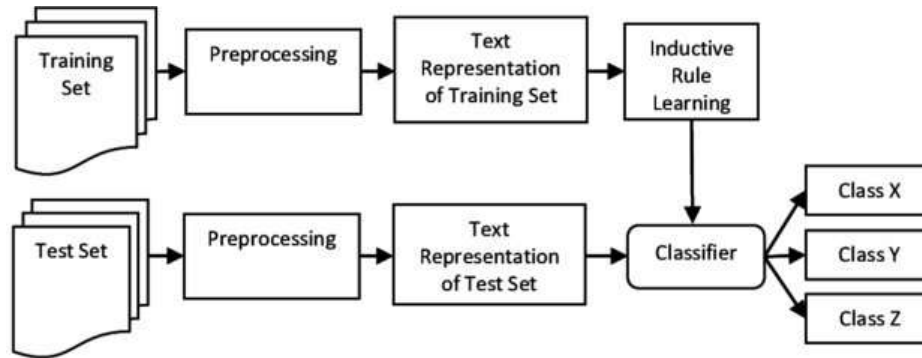 Training
Set
Preprocessing
Text
Representation
of Training Set
Inductive
Rule
Learning
Test Set
Preprocessing
Text
Representation
of Test Set
Classifier
Class X
Class Y
Class Z